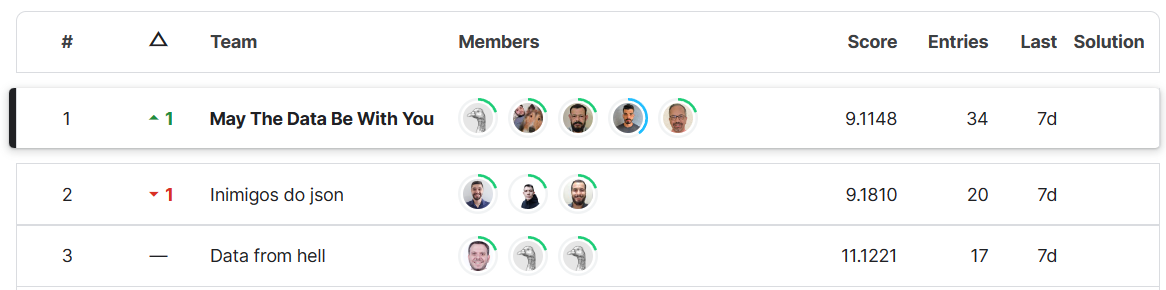 # △ Team Members Score Entries Last Solution
1 1 May The Data Be With You 9.1148 34 7d
2 1 Inimigos do json 9.1810 20 7d
3 — Data from hell 11.1221 17 7d